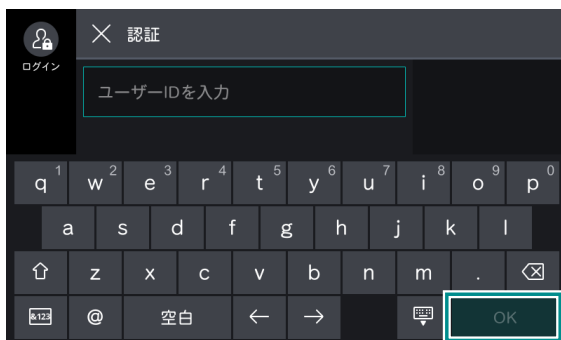 ログイン
認証
ユーザーIDを入力
q 1 w 2 e 3 r 4 t 5 y 6 u 7 i 8 o 9 p 0
a s d f g h j k l
z x c v b n m .
&123 @ 空白 ← → OK